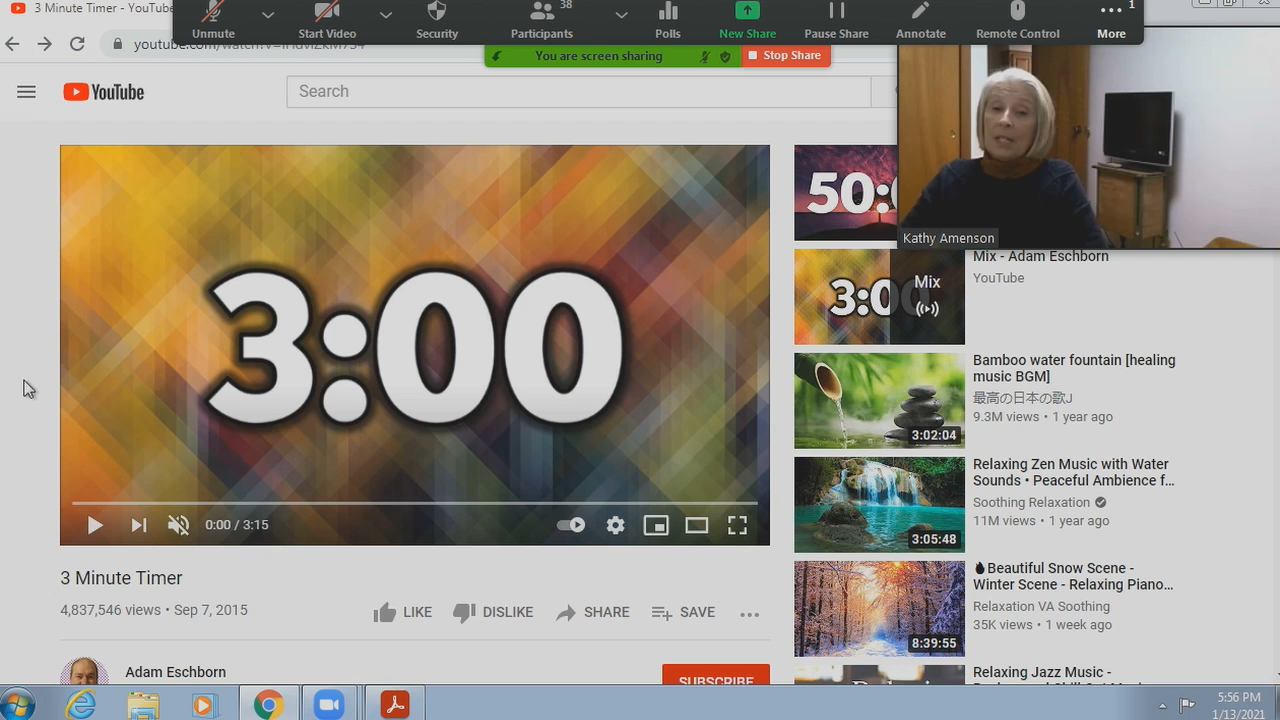 3 Minute Timer - YouTube
Unmute
Start Video
Security
38
Participants
Polls
New Share
Pause Share
Annotate
Remote Control
1
More
You are screen sharing
Stop Share
YouTube
Search
Kathy Amenson
3:00
0:00 / 3:15
3 Minute Timer
4,837,546 views • Sep 7, 2015
LIKE
DISLIKE
SHARE
SAVE
Adam Eschborn
SUBSCRIBE
3:00
Mix
Mix - Adam Eschborn
YouTube
3:02:04
Bamboo water fountain [healing
music BGM]
最高の日本の歌J
9.3M views • 1 year ago
3:05:48
Relaxing Zen Music with Water
Sounds • Peaceful Ambience f...
Soothing Relaxation
11M views • 1 year ago
8:39:55
Beautiful Snow Scene -
Winter Scene - Relaxing Piano...
Relaxation VA Soothing
35K views • 1 week ago
Relaxing Jazz Music -
5:56 PM
1/13/2021